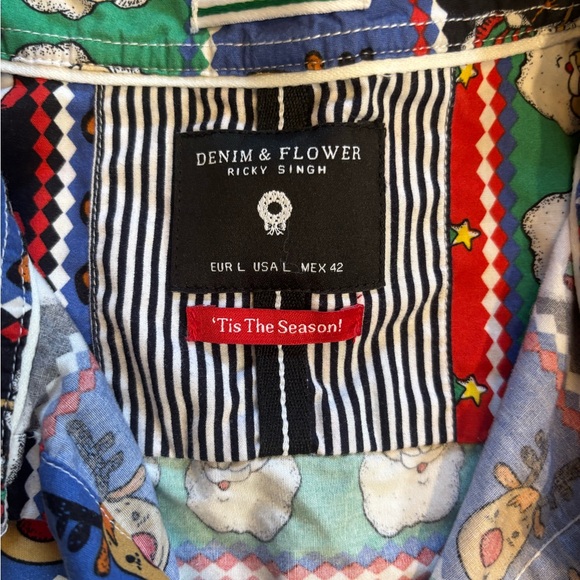 DENIM & FLOWER
RICKY SINGH
EUR L USA L MEX 42
'Tis The Season!